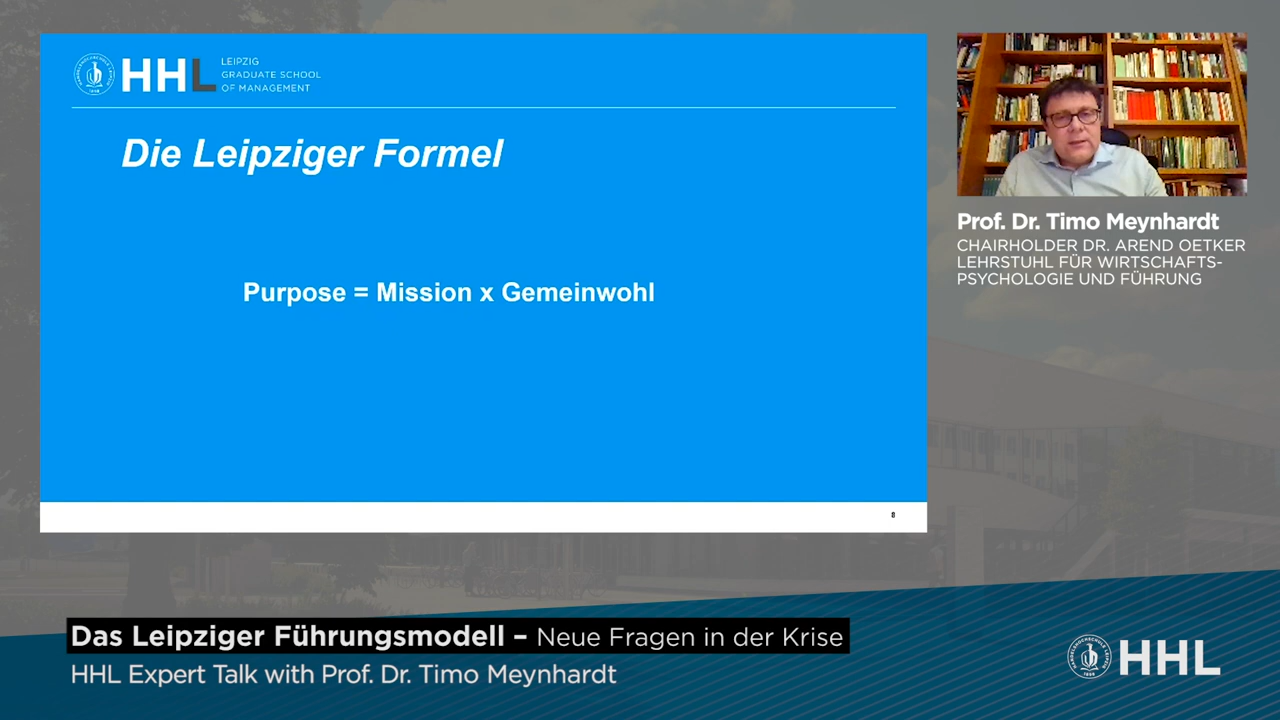 HHL
LEIPZIG
GRADUATE SCHOOL
OF MANAGEMENT
Die Leipziger Formel
Purpose = Mission x Gemeinwohl
8
Prof. Dr. Timo Meynhardt
CHAIRHOLDER DR. AREND OETKER
LEHRSTUHL FÜR WIRTSCHAFTS-
PSYCHOLOGIE UND FÜHRUNG
Das Leipziger Führungsmodell – Neue Fragen in der Krise
HHL Expert Talk with Prof. Dr. Timo Meynhardt
HHL